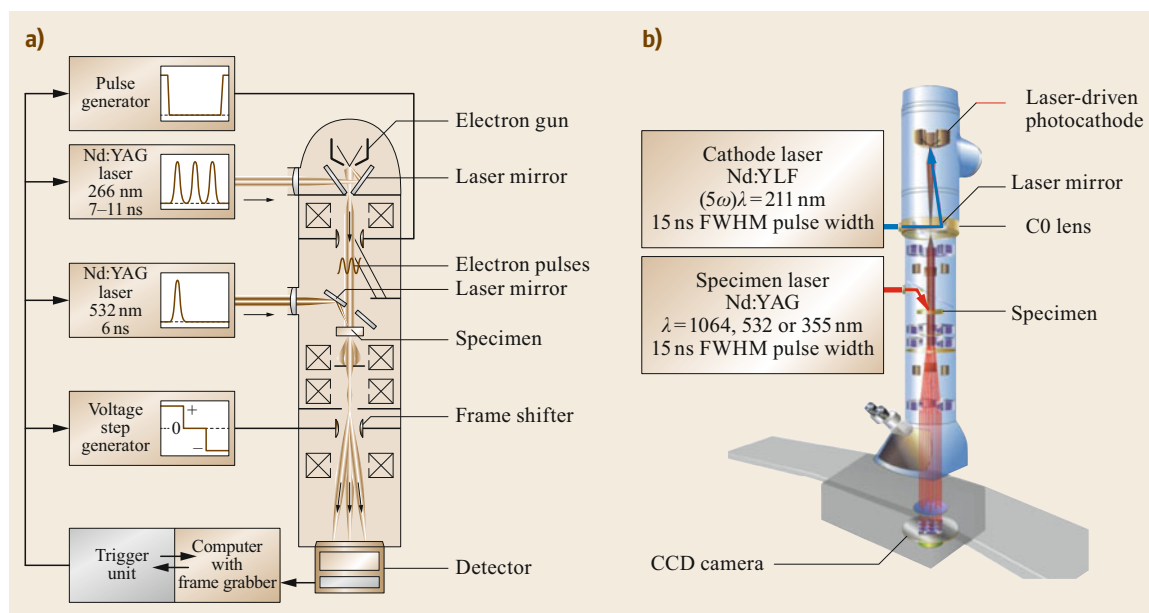 a)
Pulse
generator
Nd:YAG
laser
266 nm
7–11 ns
Nd:YAG
laser
532 nm
6 ns
Voltage
step
generator
+
0
–
Trigger
unit
Computer
with
frame grabber
Electron gun
Laser mirror
Electron pulses
Laser mirror
Specimen
Frame shifter
Detector
b)
Cathode laser
Nd:YLF
(5ω)λ = 211 nm
15 ns FWHM pulse width
Specimen laser
Nd:YAG
λ = 1064, 532 or 355 nm
15 ns FWHM pulse width
Laser-driven
photocathode
Laser mirror
C0 lens
Specimen
CCD camera